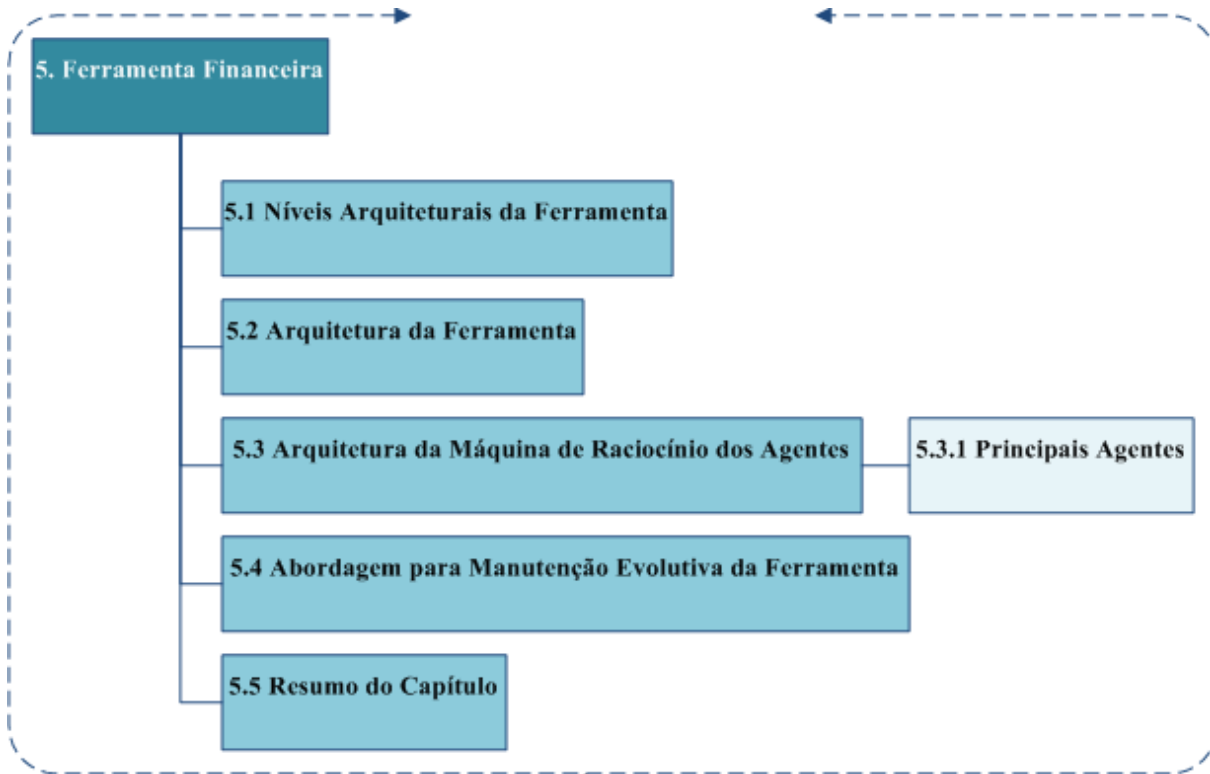 5. Ferramenta Financeira
5.1 Níveis Arquiteturais da Ferramenta
5.2 Arquitetura da Ferramenta
5.3 Arquitetura da Máquina de Raciocínio dos Agentes
5.3.1 Principais Agentes
5.4 Abordagem para Manutenção Evolutiva da Ferramenta
5.5 Resumo do Capítulo